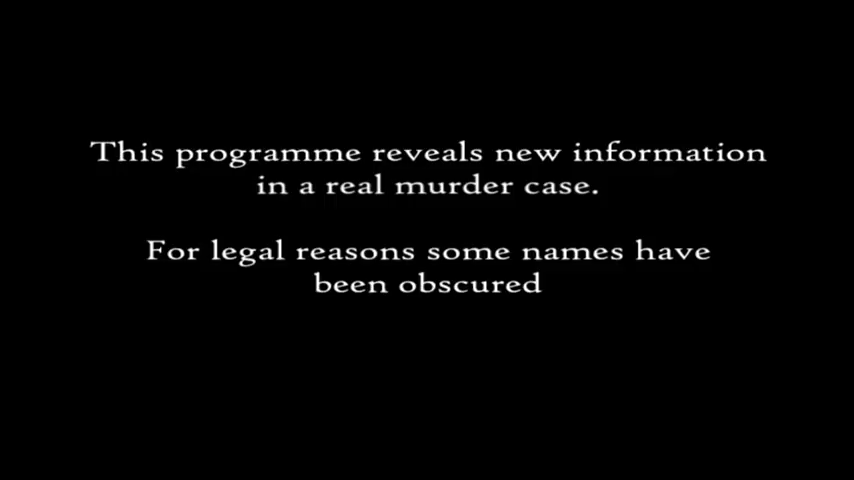 This programme reveals new information
in a real murder case.
For legal reasons some names have
been obscured